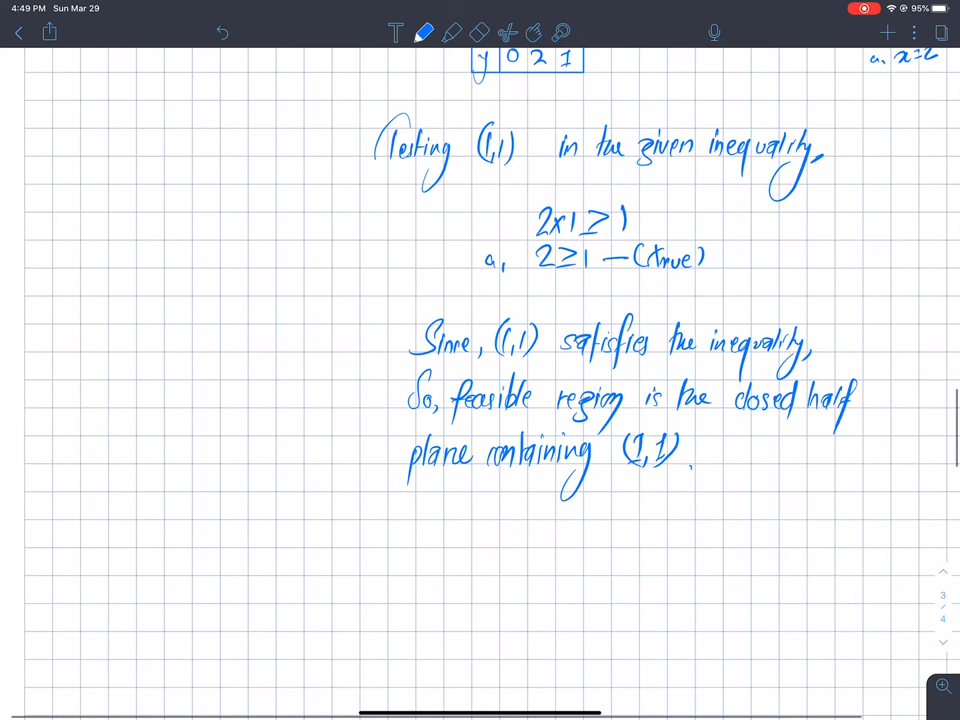 4:49 PM Sun Mar 29
95%
T
y 0 2 1
a, x=2
Testing (1,1) in the given inequality,
2x1 ≥ 1
a, 2 ≥ 1 — (true)
Since, (1,1) satisfies the inequality,
So, feasible region is the closed half
plane containing (1,1).
3
/
4